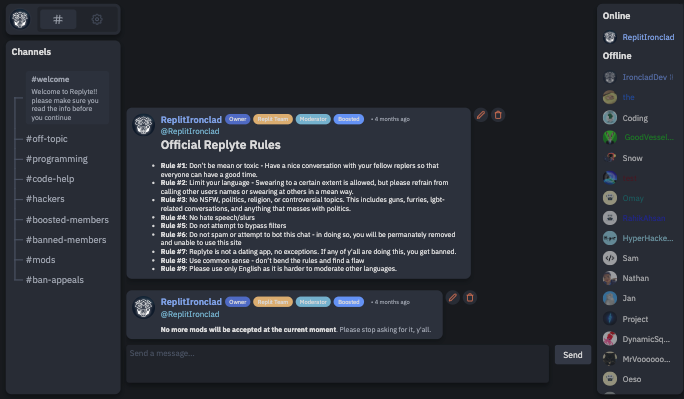 Channels
#welcome
Welcome to Replyte!!
please make sure you
read the info before
you continue
#off-topic
#programming
#code-help
#hackers
#boosted-members
#banned-members
#mods
#ban-appeals
ReplitIronclad Owner Replit Team Moderator Boosted • 4 months ago
@ReplitIronclad
Official Replyte Rules
• Rule #1: Don't be mean or toxic - Have a nice conversation with your fellow replers so that
everyone can have a good time.
• Rule #2: Limit your language - Swearing to a certain extent is allowed, but please refrain from
calling other users names or swearing at others in a mean way.
• Rule #3: No NSFW, politics, religion, or controversial topics. This includes guns, furries, lgbt-
related conversations, and anything that messes with politics.
• Rule #4: No hate speech/slurs
• Rule #5: Do not attempt to bypass filters
• Rule #6: Do not spam or attempt to bot this chat - in doing so, you will be permanately removed
and unable to use this site
• Rule #7: Replyte is not a dating app, no exceptions. If any of y'all are doing this, you get banned.
• Rule #8: Use common sense - don't bend the rules and find a flaw
• Rule #9: Please use only English as it is harder to moderate other languages.
ReplitIronclad Owner Replit Team Moderator Boosted • 4 months ago
@ReplitIronclad
No more mods will be accepted at the current moment. Please stop asking for it, y'all.
Send a message...
Send
Online
ReplitIronclad
Offline
IroncladDev !!
the
Coding
GoodVessel...
Snow
HyperHacke...
Sam
Nathan
Jan
Project
DynamicSq...
MrVoooooo...
Oeso